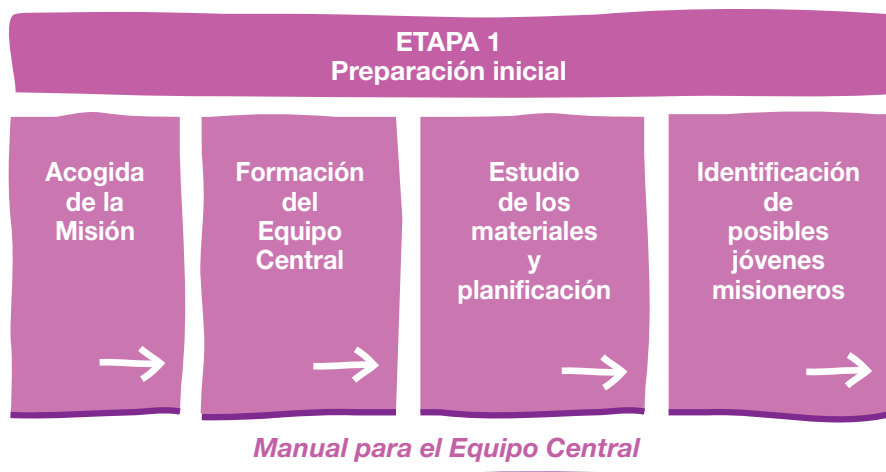 ETAPA 1
Preparación inicial
Acogida
de la
Misión
Formación
del
Equipo
Central
Estudio
de los
materiales
y
planificación
Identificación
de
posibles
jóvenes
misioneros
Manual para el Equipo Central